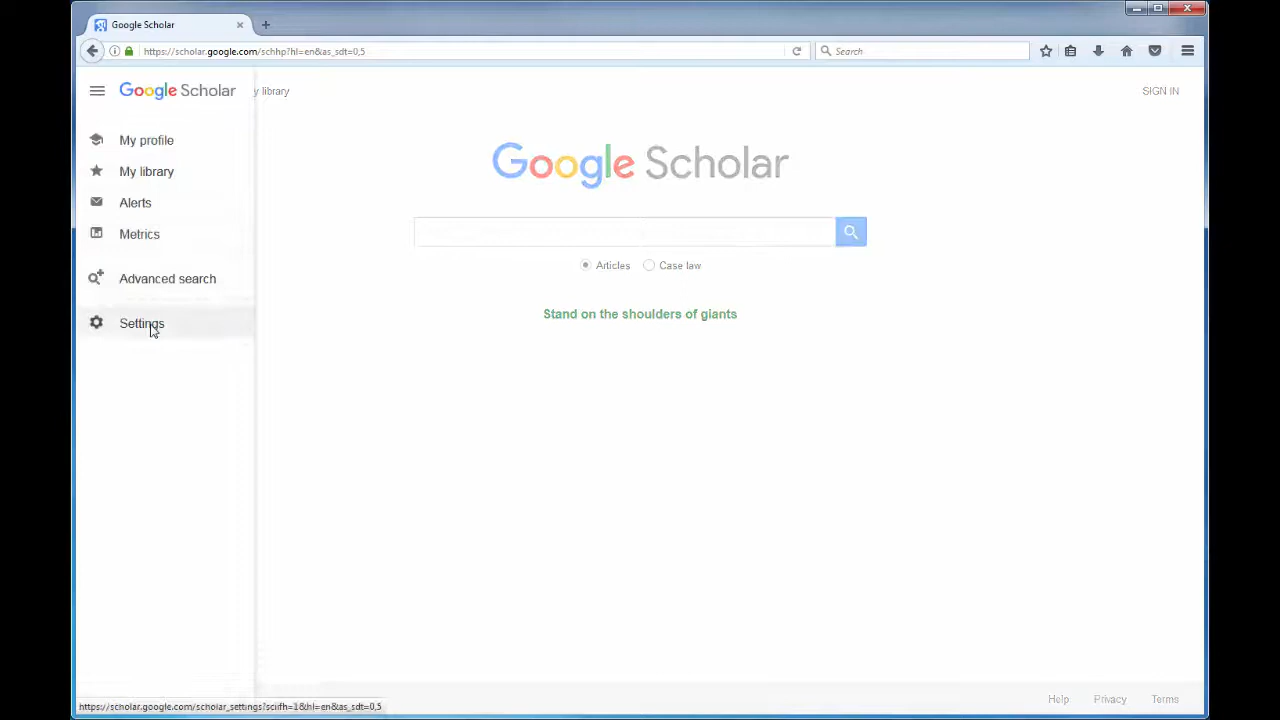 Google Scholar
https://scholar.google.com/schhp?hl=en&as_sdt=0,5
Search
Google Scholar
y library
SIGN IN
My profile
My library
Alerts
Metrics
Advanced search
Settings
Google Scholar
Articles
Case law
Stand on the shoulders of giants
Help
Privacy
Terms
https://scholar.google.com/scholar_settings?sciifh=1&hl=en&as_sdt=0,5